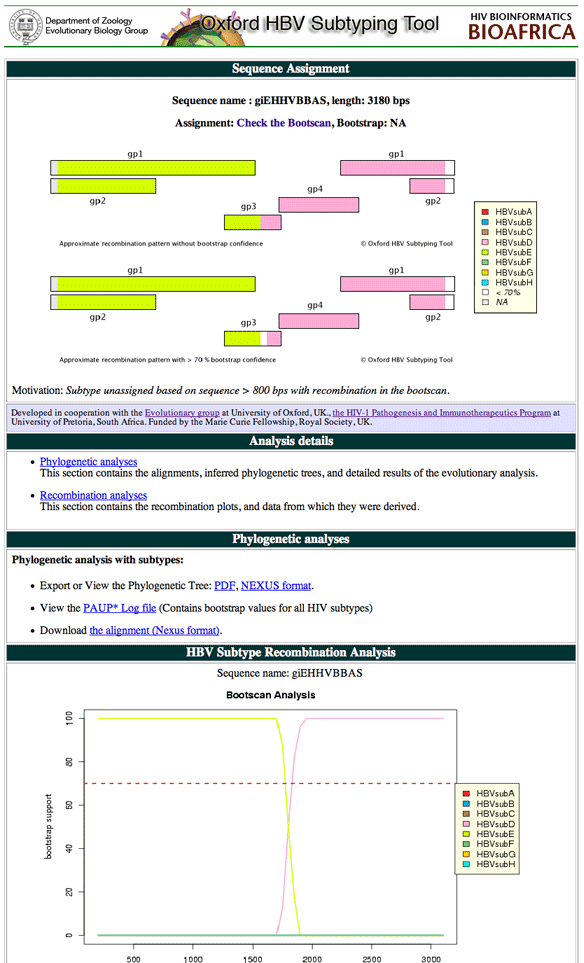 Department of Zoology
Evolutionary Biology Group
Oxford HBV Subtyping Tool
HIV BIOINFORMATICS
BIOAFRICA
Sequence Assignment
Sequence name : giEHHVBBAS, length: 3180 bps
Assignment: Check the Bootscan, Bootstrap: NA
gp1
gp1
gp2
gp3
gp4
gp2
Approximate recombination pattern without bootstrap confidence
© Oxford HBV Subtyping Tool
gp1
gp1
gp2
gp3
gp4
gp2
Approximate recombination pattern with > 70 % bootstrap confidence
© Oxford HBV Subtyping Tool
HBVsubA
HBVsubB
HBVsubC
HBVsubD
HBVsubE
HBVsubF
HBVsubG
HBVsubH
< 70%
NA
Motivation: Subtype unassigned based on sequence > 800 bps with recombination in the bootscan.
Developed in cooperation with the Evolutionary group at University of Oxford, UK., the HIV-1 Pathogenesis and Immunotherapeutics Program at
University of Pretoria, South Africa. Funded by the Marie Curie Fellowship, Royal Society, UK.
Analysis details
• Phylogenetic analyses
This section contains the alignments, inferred phylogenetic trees, and detailed results of the evolutionary analysis.
• Recombination analyses
This section contains the recombination plots, and data from which they were derived.
Phylogenetic analyses
Phylogenetic analysis with subtypes:
• Export or View the Phylogenetic Tree: PDF, NEXUS format.
• View the PAUP* Log file (Contains bootstrap values for all HIV subtypes)
• Download the alignment (Nexus format).
HBV Subtype Recombination Analysis
Sequence name: giEHHVBBAS
Bootscan Analysis
bootstrap support
100
80
60
40
20
0
500
1000
1500
2000
2500
3000
HBVsubA
HBVsubB
HBVsubC
HBVsubD
HBVsubE
HBVsubF
HBVsubG
HBVsubH